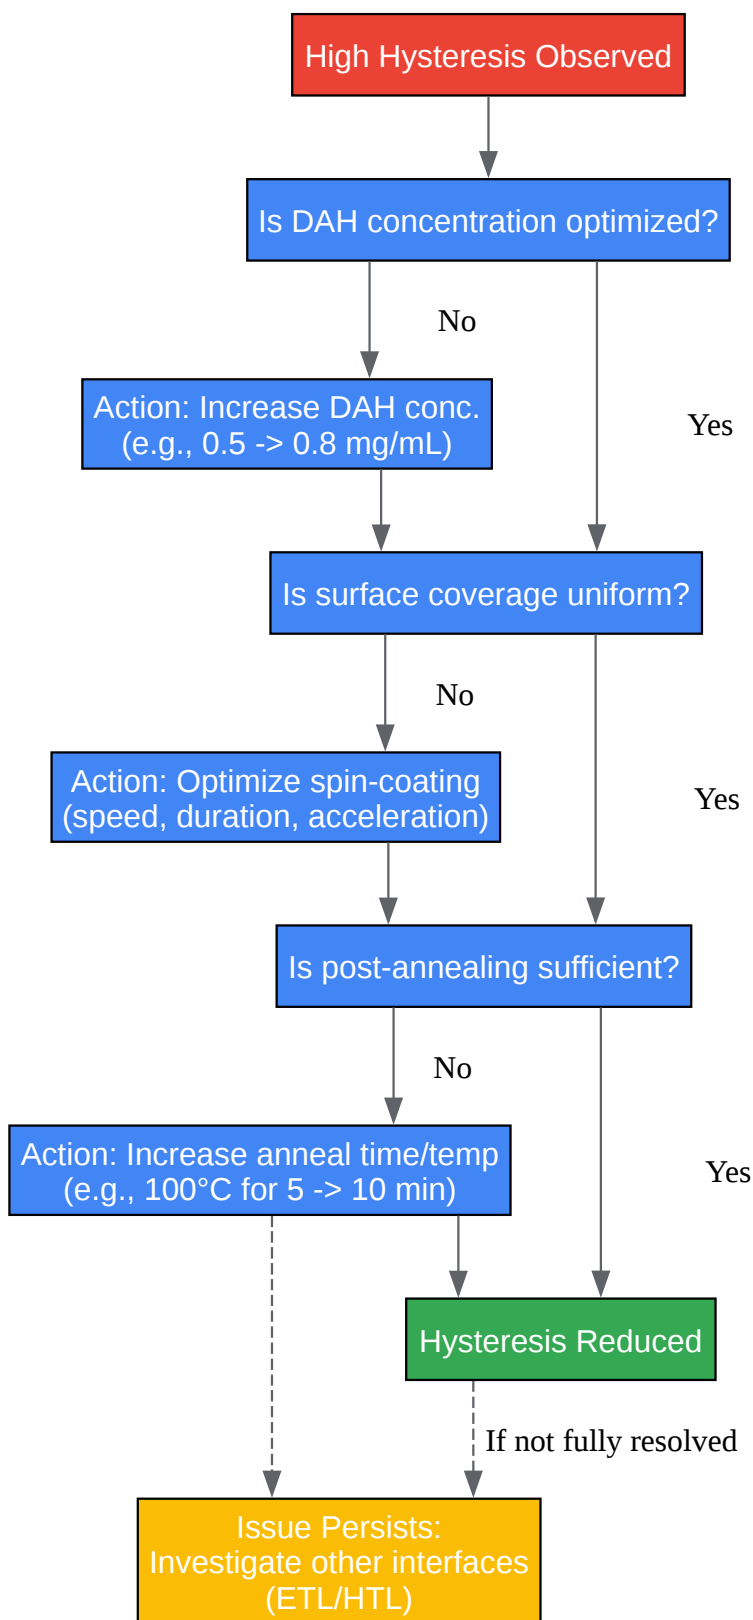 High Hysteresis Observed
Is DAH concentration optimized?
No
Yes
Action: Increase DAH conc.
(e.g., 0.5 -> 0.8 mg/mL)
Is surface coverage uniform?
No
Yes
Action: Optimize spin-coating
(speed, duration, acceleration)
Is post-annealing sufficient?
No
Yes
Action: Increase anneal time/temp
(e.g., 100°C for 5 -> 10 min)
Hysteresis Reduced
If not fully resolved
Issue Persists:
Investigate other interfaces
(ETL/HTL)